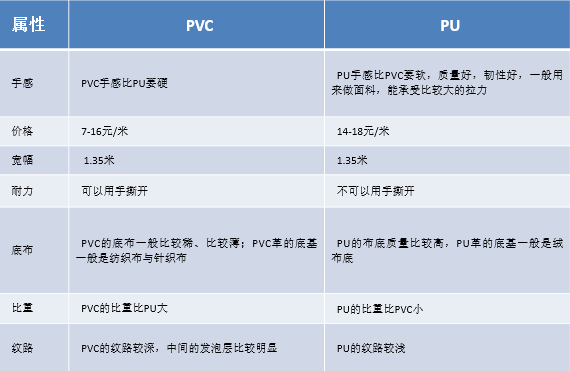 属性 PVC PU
手感 PVC手感比PU要硬 PU手感比PVC要软，质量好，韧性好，一般用
来做面料，能承受比较大的拉力
价格 7-16元/米 14-18元/米
宽幅 1.35米 1.35米
耐力 可以用手撕开 不可以用手撕开
底布 PVC的底布一般比较稀、比较薄；PVC革的底基
一般是纺织布与针织布 PU的布底质量比较高，PU革的底基一般是绒
布底
比重 PVC的比重比PU大 PU的比重比PVC小
纹路 PVC的纹路较深，中间的发泡层比较明显 PU的纹路较浅